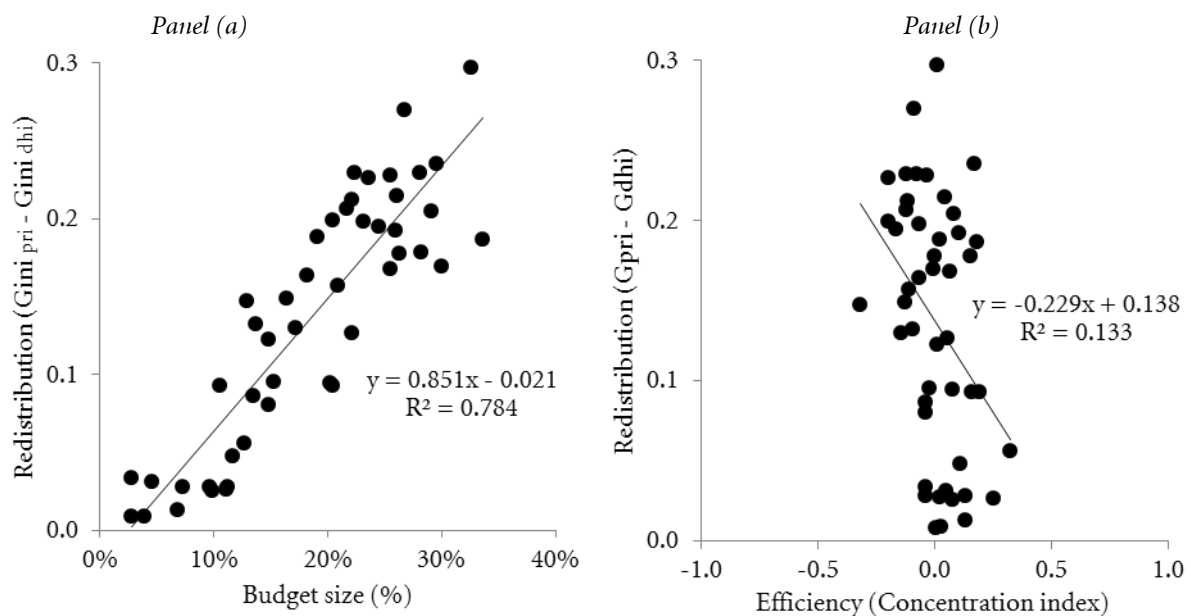 Panel (a)
Redistribution (Gini pri - Gini dhi)
0.3
0.2
0.1
0.0
y = 0.851x - 0.021
R² = 0.784
0% 10% 20% 30% 40%
Budget size (%)
Panel (b)
Redistribution (Gpri - Gdhi)
0.3
0.2
0.1
0.0
y = -0.229x + 0.138
R² = 0.133
-1.0 -0.5 0.0 0.5 1.0
Efficiency (Concentration index)